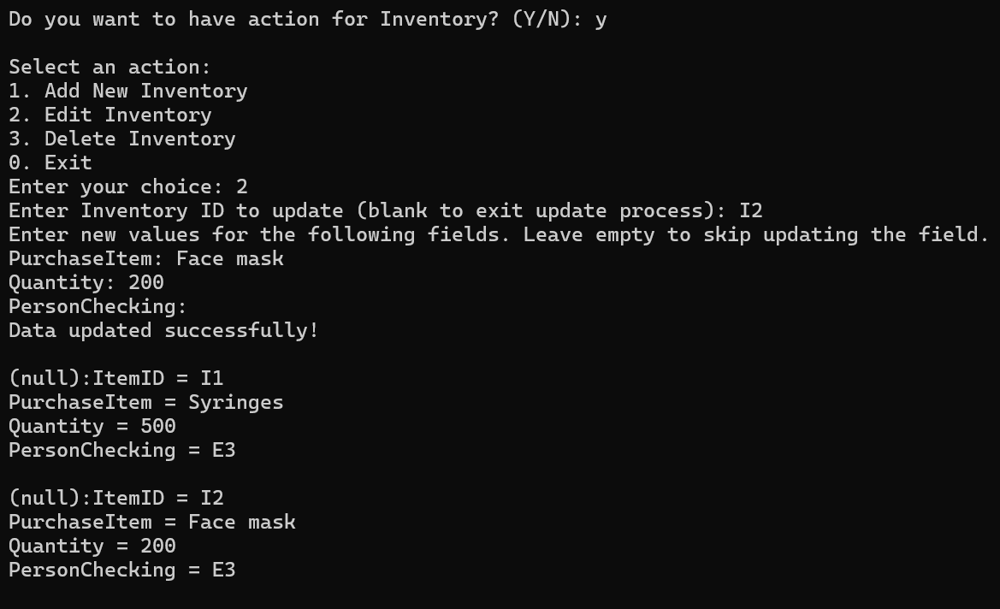 Do you want to have action for Inventory? (Y/N): y
Select an action:
1. Add New Inventory
2. Edit Inventory
3. Delete Inventory
0. Exit
Enter your choice: 2
Enter Inventory ID to update (blank to exit update process): I2
Enter new values for the following fields. Leave empty to skip updating the field.
PurchaseItem: Face mask
Quantity: 200
PersonChecking:
Data updated successfully!
(null):ItemID = I1
PurchaseItem = Syringes
Quantity = 500
PersonChecking = E3
(null):ItemID = I2
PurchaseItem = Face mask
Quantity = 200
PersonChecking = E3